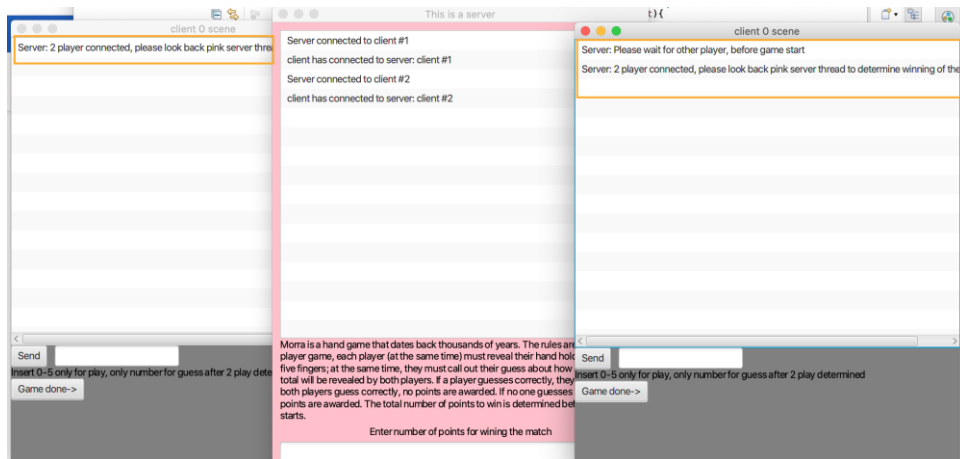 This is a server
t){
client 0 scene
client 0 scene
Server: 2 player connected, please look back pink server threa
Server connected to client #1
client has connected to server: client #1
Server connected to client #2
client has connected to server: client #2
Server: Please wait for other player, before game start
Server: 2 player connected, please look back pink server thread to determine winning of the
Send
Insert 0-5 only for play, only number for guess after 2 play dete
Game done->
Morra is a hand game that dates back thousands of years. The rules are
player game, each player (at the same time) must reveal their hand hold
five fingers; at the same time, they must call out their guess about how
total will be revealed by both players. If a player guesses correctly, they
both players guess correctly, no points are awarded. If no one guesses
points are awarded. The total number of points to win is determined bef
starts.
Enter number of points for wining the match
Send
Insert 0-5 only for play, only number for guess after 2 play determined
Game done->